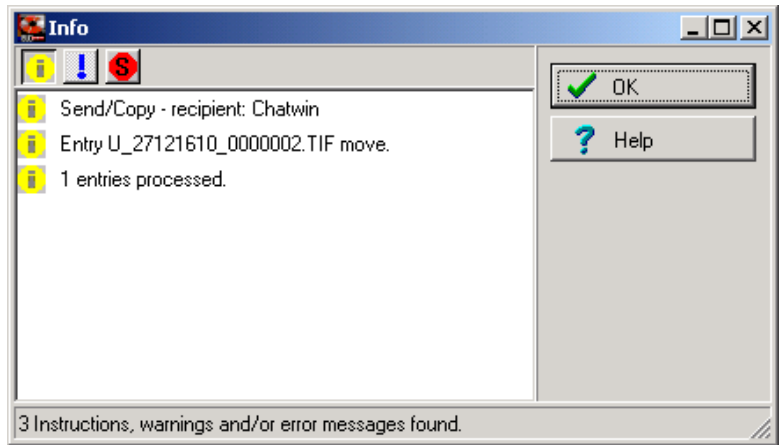 Info
S
OK
Send/Copy - recipient: Chatwin
Entry U_27121610_0000002.TIF move.
Help
1 entries processed.
3 Instructions, warnings and/or error messages found.